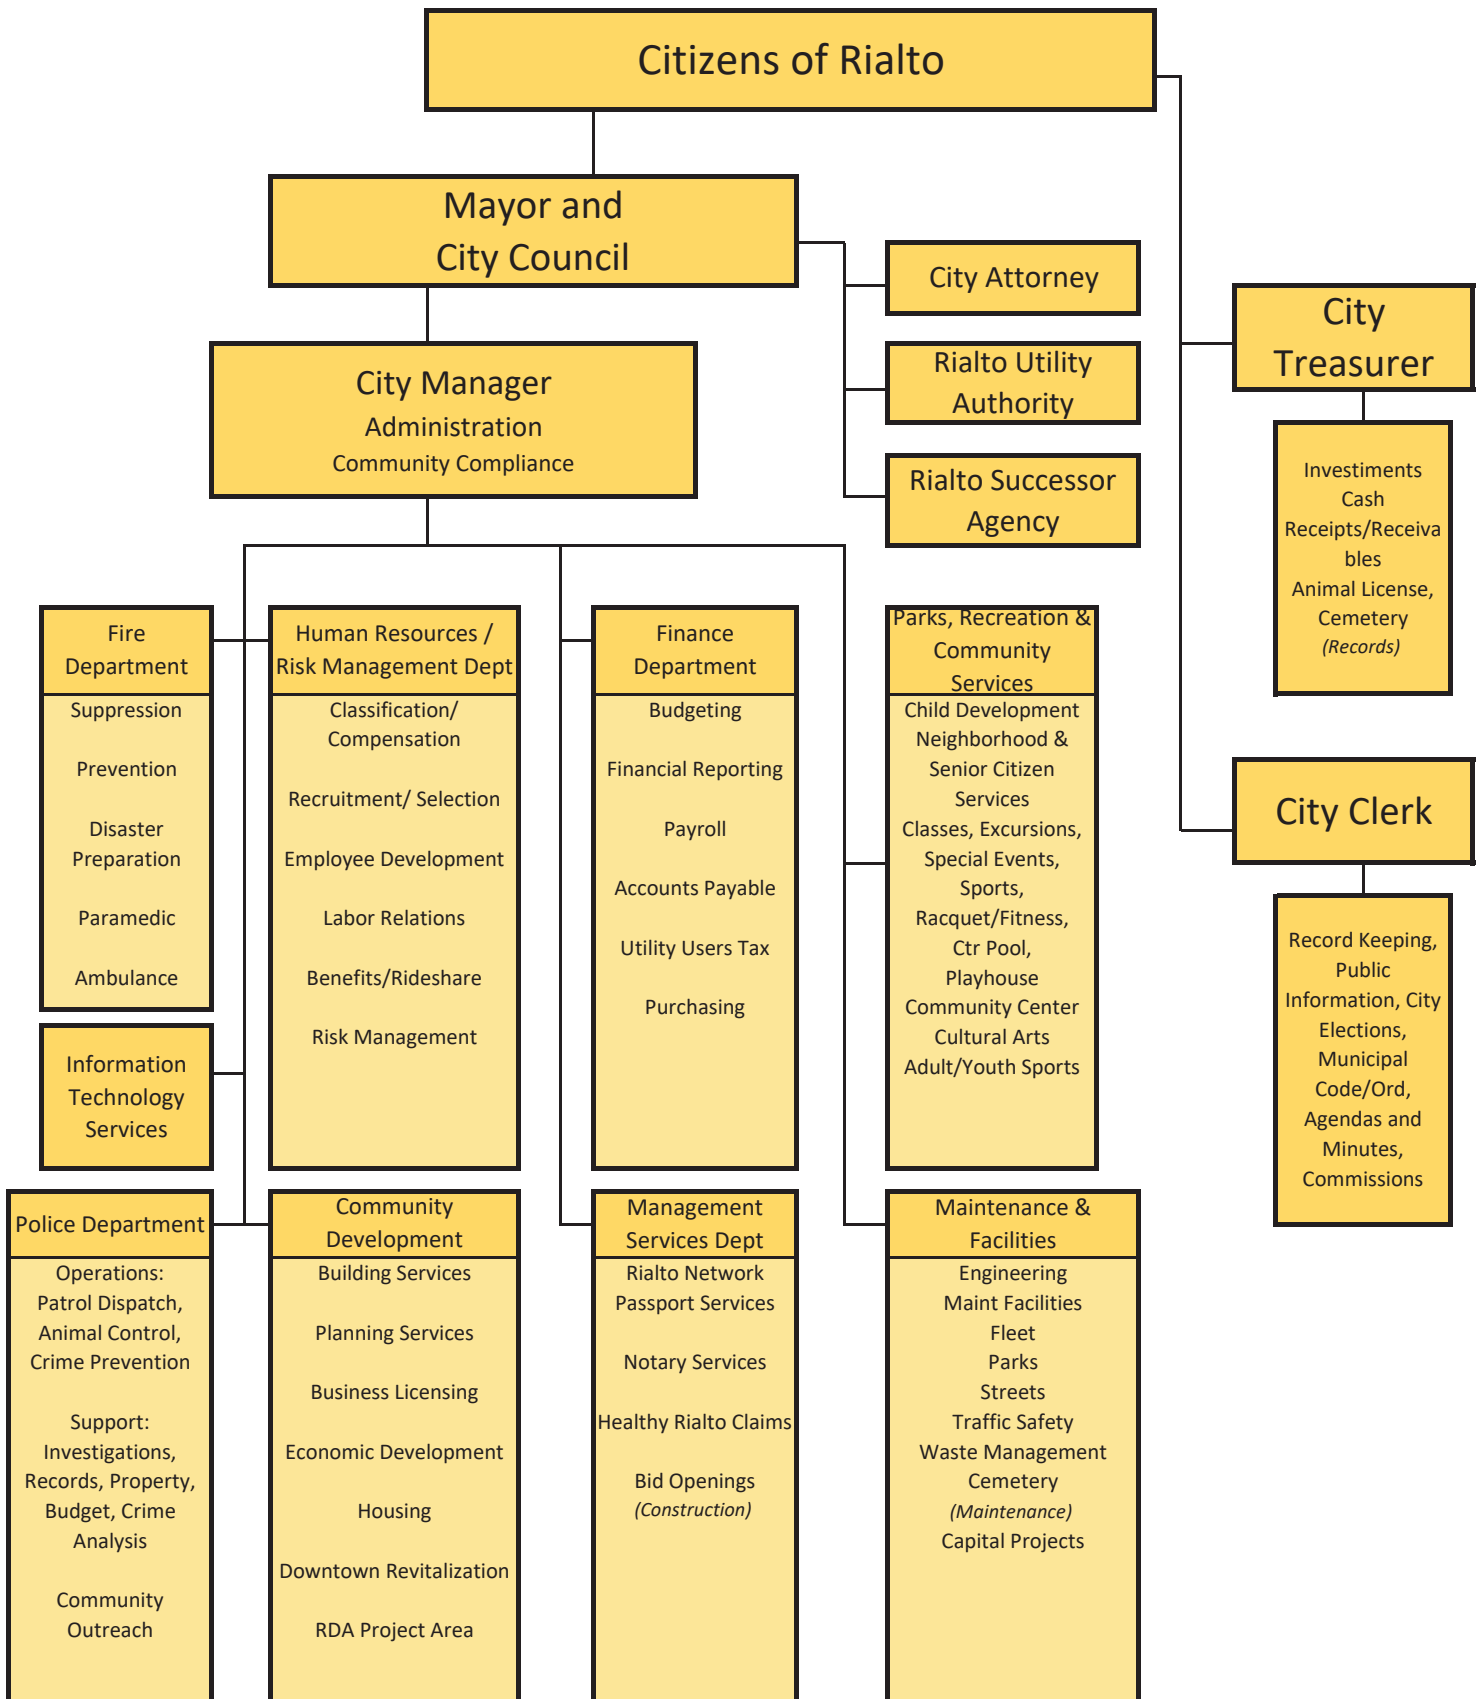 Citizens of Rialto
Mayor and
City Council
City Attorney
Rialto Utility
Authority
Rialto Successor
Agency
City Manager
Administration
Community Compliance
City
Treasurer
Investiments
Cash
Receipts/Receiva
bles
Animal License,
Cemetery
(Records)
City Clerk
Record Keeping,
Public
Information, City
Elections,
Municipal
Code/Ord,
Agendas and
Minutes,
Commissions
Fire
Department
Suppression
Prevention
Disaster
Preparation
Paramedic
Ambulance
Human Resources /
Risk Management Dept
Classification/
Compensation
Recruitment/ Selection
Employee Development
Labor Relations
Benefits/Rideshare
Risk Management
Finance
Department
Budgeting
Financial Reporting
Payroll
Accounts Payable
Utility Users Tax
Purchasing
Parks, Recreation &
Community
Services
Child Development
Neighborhood &
Senior Citizen
Services
Classes, Excursions,
Special Events,
Sports,
Racquet/Fitness,
Ctr Pool,
Playhouse
Community Center
Cultural Arts
Adult/Youth Sports
Information
Technology
Services
Police Department
Operations:
Patrol Dispatch,
Animal Control,
Crime Prevention
Support:
Investigations,
Records, Property,
Budget, Crime
Analysis
Community
Outreach
Community
Development
Building Services
Planning Services
Business Licensing
Economic Development
Housing
Downtown Revitalization
RDA Project Area
Management
Services Dept
Rialto Network
Passport Services
Notary Services
Healthy Rialto Claims
Bid Openings
(Construction)
Maintenance &
Facilities
Engineering
Maint Facilities
Fleet
Parks
Streets
Traffic Safety
Waste Management
Cemetery
(Maintenance)
Capital Projects